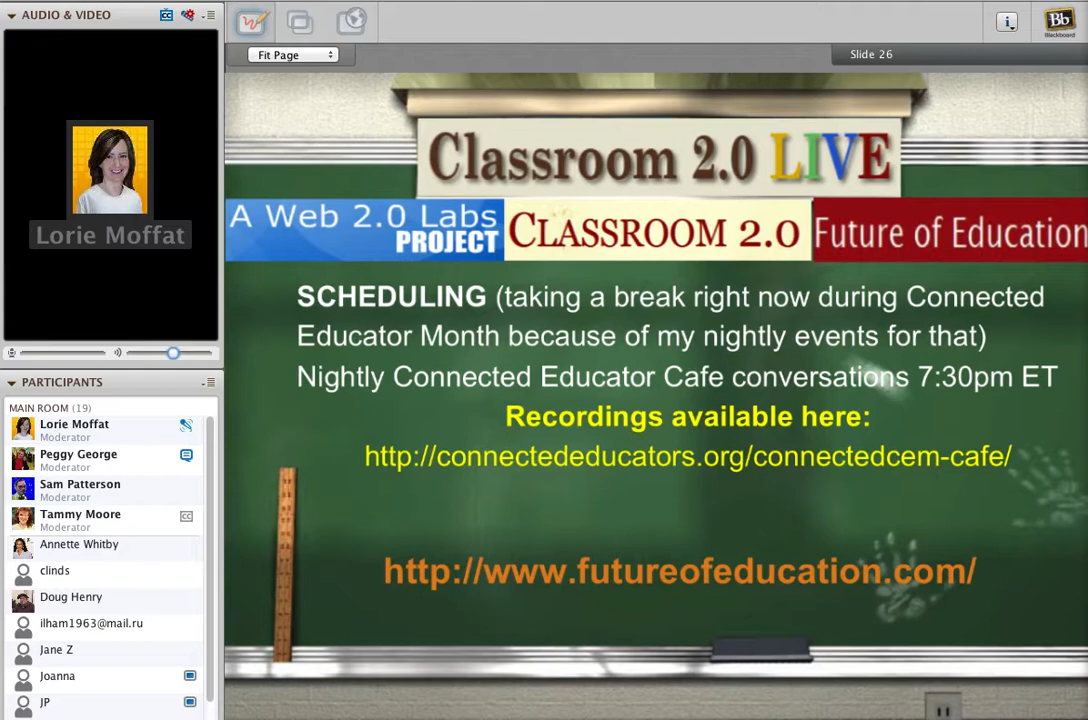 AUDIO & VIDEO
Lorie Moffat
PARTICIPANTS
MAIN ROOM (19)
Lorie Moffat
Moderator
Peggy George
Moderator
Sam Patterson
Moderator
Tammy Moore
Moderator
Annette Whitby
clinds
Doug Henry
ilham1963@mail.ru
Jane Z
Joanna
JP
Fit Page
Slide 26
Bb
Blackboard
Classroom 2.0 LIVE
A Web 2.0 Labs
PROJECT
CLASSROOM 2.0
Future of Education
SCHEDULING (taking a break right now during Connected
Educator Month because of my nightly events for that)
Nightly Connected Educator Cafe conversations 7:30pm ET
Recordings available here:
http://connectededucators.org/connectedcem-cafe/
http://www.futureofeducation.com/